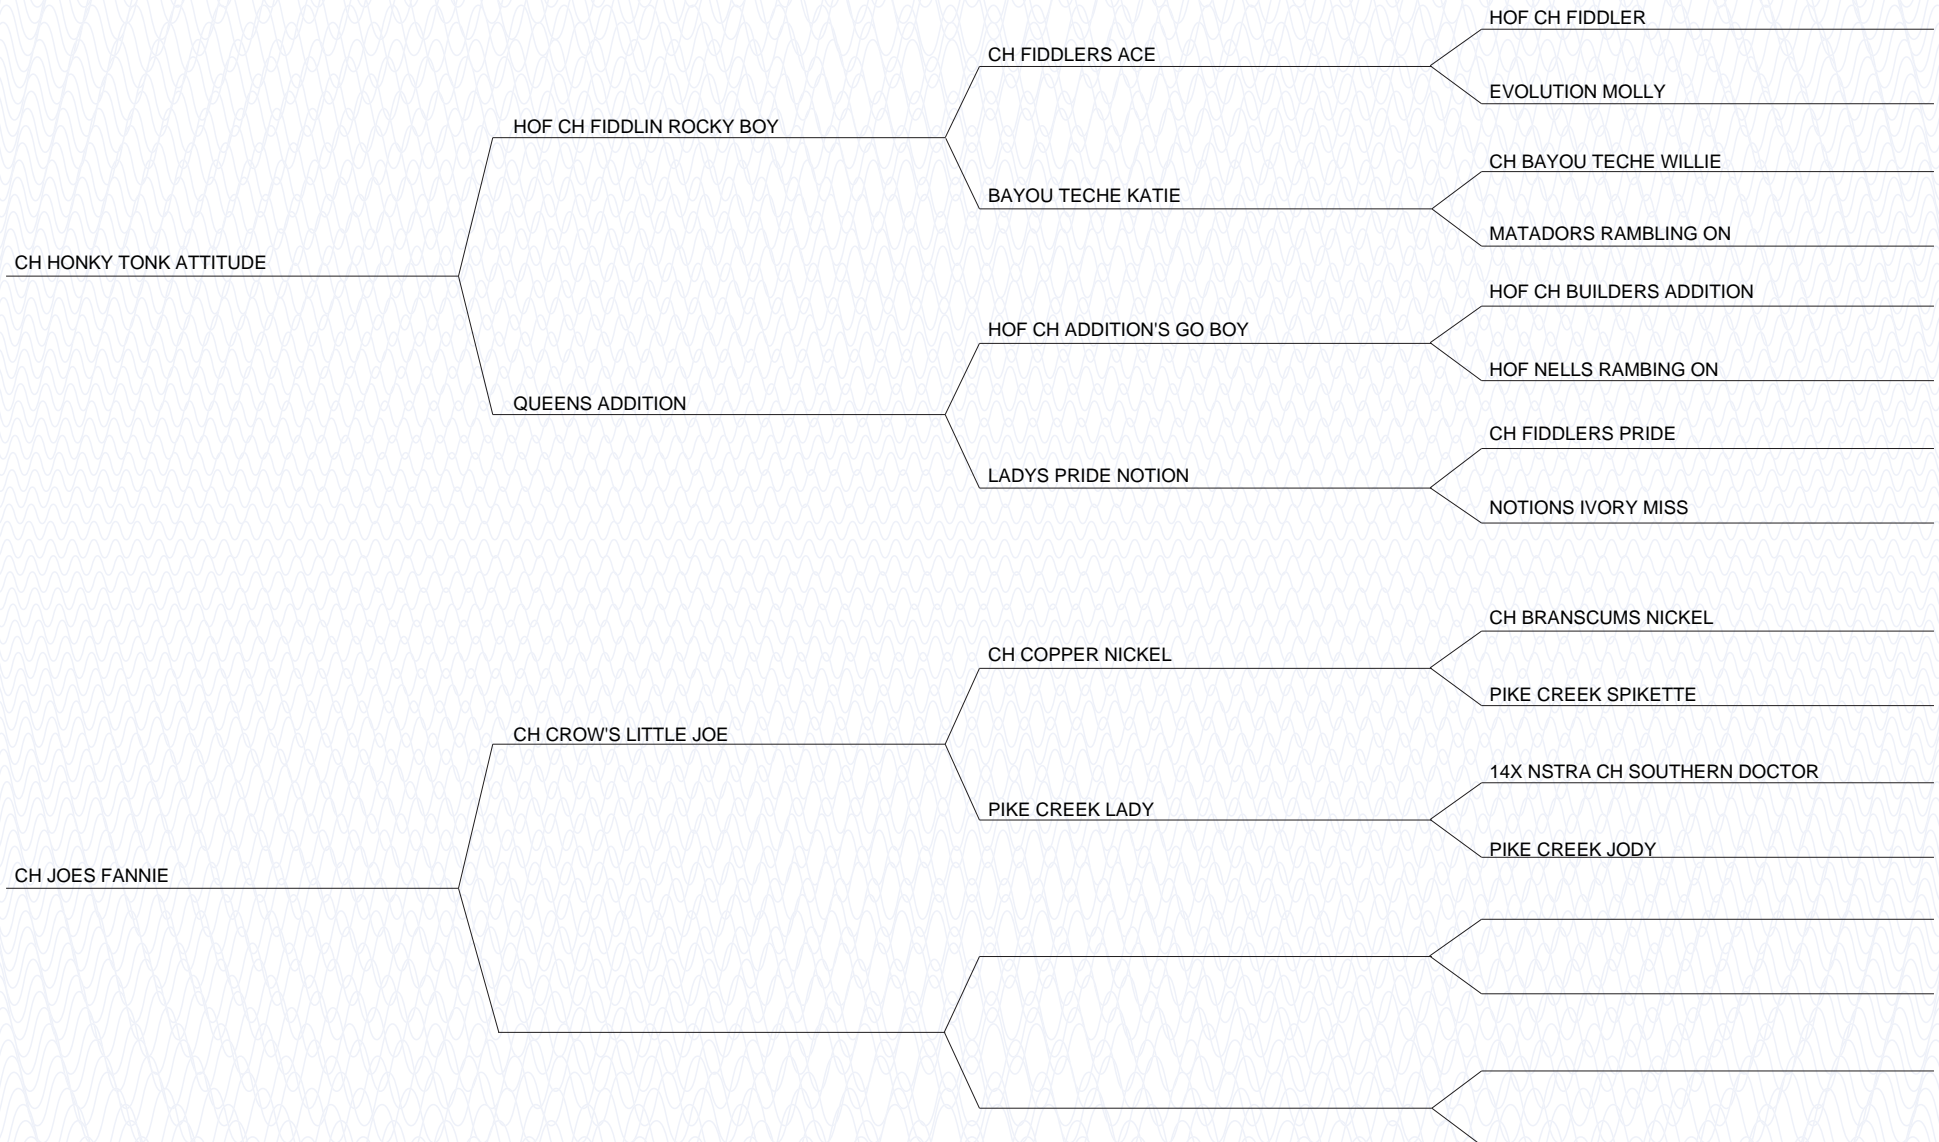 HOF CH FIDDLER
CH FIDDLERS ACE
EVOLUTION MOLLY
HOF CH FIDDLIN ROCKY BOY
CH BAYOU TECHE WILLIE
BAYOU TECHE KATIE
MATADORS RAMBLING ON
CH HONKY TONK ATTITUDE
HOF CH BUILDERS ADDITION
HOF CH ADDITION'S GO BOY
HOF NELLS RAMBING ON
QUEENS ADDITION
CH FIDDLERS PRIDE
LADYS PRIDE NOTION
NOTIONS IVORY MISS
CH BRANSCUMS NICKEL
CH COPPER NICKEL
PIKE CREEK SPIKETTE
CH CROW'S LITTLE JOE
14X NSTRA CH SOUTHERN DOCTOR
PIKE CREEK LADY
PIKE CREEK JODY
CH JOES FANNIE